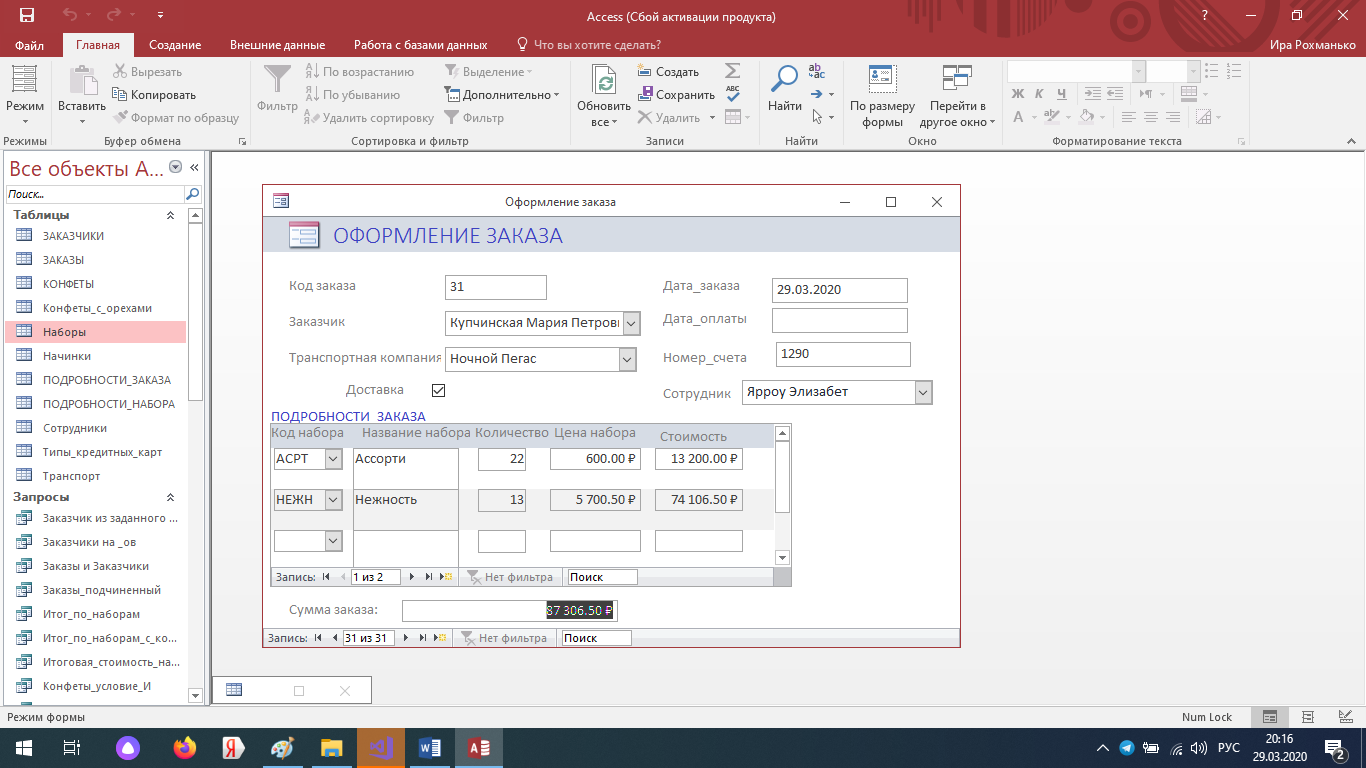 Access (Сбой активации продукта)
?
Файл Главная Создание Внешние данные Работа с базами данных Что вы хотите сделать? Ира Рохманько
Режим
Режимы
Вставить
Вырезать
Копировать
Формат по образцу
Буфер обмена
Фильтр
По возрастанию
По убыванию
Удалить сортировку
Выделение
Дополнительно
Фильтр
Сортировка и фильтр
Обновить
все
Создать
Сохранить
Удалить
Записи
Найти
Найти
По размеру
формы
Перейти в
другое окно
Окно
Ж К Ч
А
Форматирование текста
Все объекты A...
Поиск...
Таблицы
ЗАКАЗЧИКИ
ЗАКАЗЫ
КОНФЕТЫ
Конфеты_с_орехами
Наборы
Начинки
ПОДРОБНОСТИ_ЗАКАЗА
ПОДРОБНОСТИ_НАБОРА
Сотрудники
Типы_кредитных_карт
Транспорт
Запросы
Заказчик из заданного ...
Заказчики на _ов
Заказы и Заказчики
Заказы_подчиненный
Итог_по_наборам
Итог_по_наборам_с_ко...
Итоговая_стоимость_на...
Конфеты_условие_И
Оформление заказа
ОФОРМЛЕНИЕ ЗАКАЗА
Код заказа 31
Дата_заказа 29.03.2020
Заказчик Купчинская Мария Петров
Дата_оплаты
Транспортная компания Ночной Пегас
Номер_счета 1290
Доставка
Сотрудник Ярроу Элизабет
ПОДРОБНОСТИ_ЗАКАЗА
Код набора Название набора Количество Цена набора Стоимость
АСРТ Ассорти 22 600.00 ₽ 13 200.00 ₽
НЕЖН Нежность 13 5 700.50 ₽ 74 106.50 ₽
Запись: 1 из 2 Нет фильтра Поиск
Сумма заказа: 87 306.50 ₽
Запись: 31 из 31 Нет фильтра Поиск
Режим формы Num Lock
РУС
20:16
29.03.2020
2